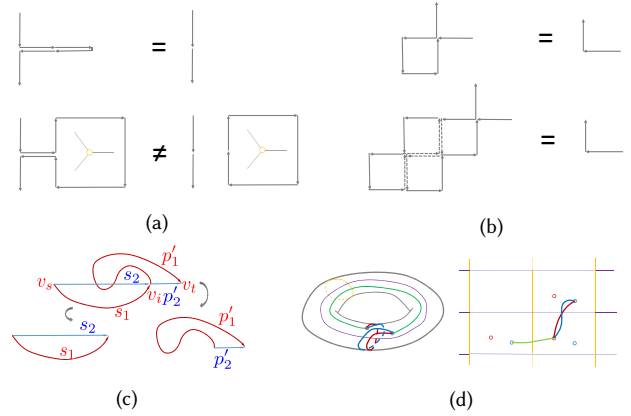 =
=
≠
=
(a)
(b)
p′₁
s₂
vₛ
vᵢ
p′₂
vₜ
s₁
s₂
p′₁
s₁
p′₂
(c)
(d)